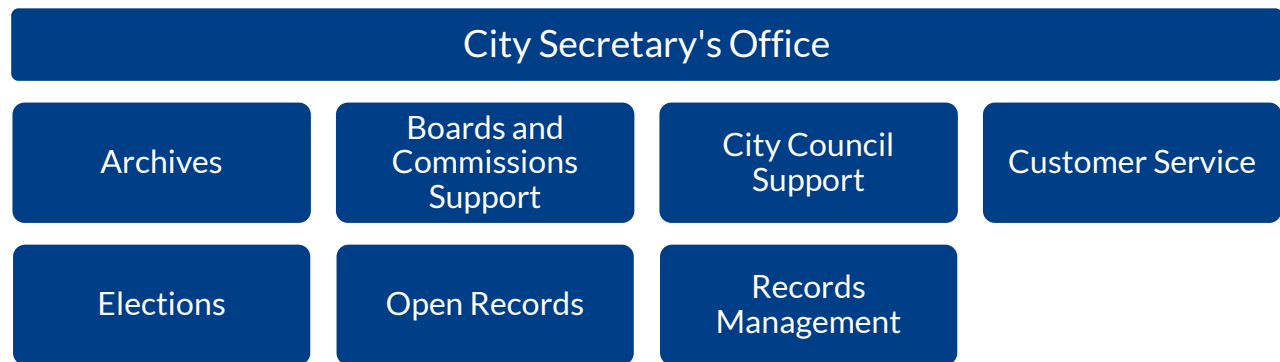 City Secretary's Office
Archives
Boards and
Commissions
Support
City Council
Support
Customer Service
Elections
Open Records
Records
Management